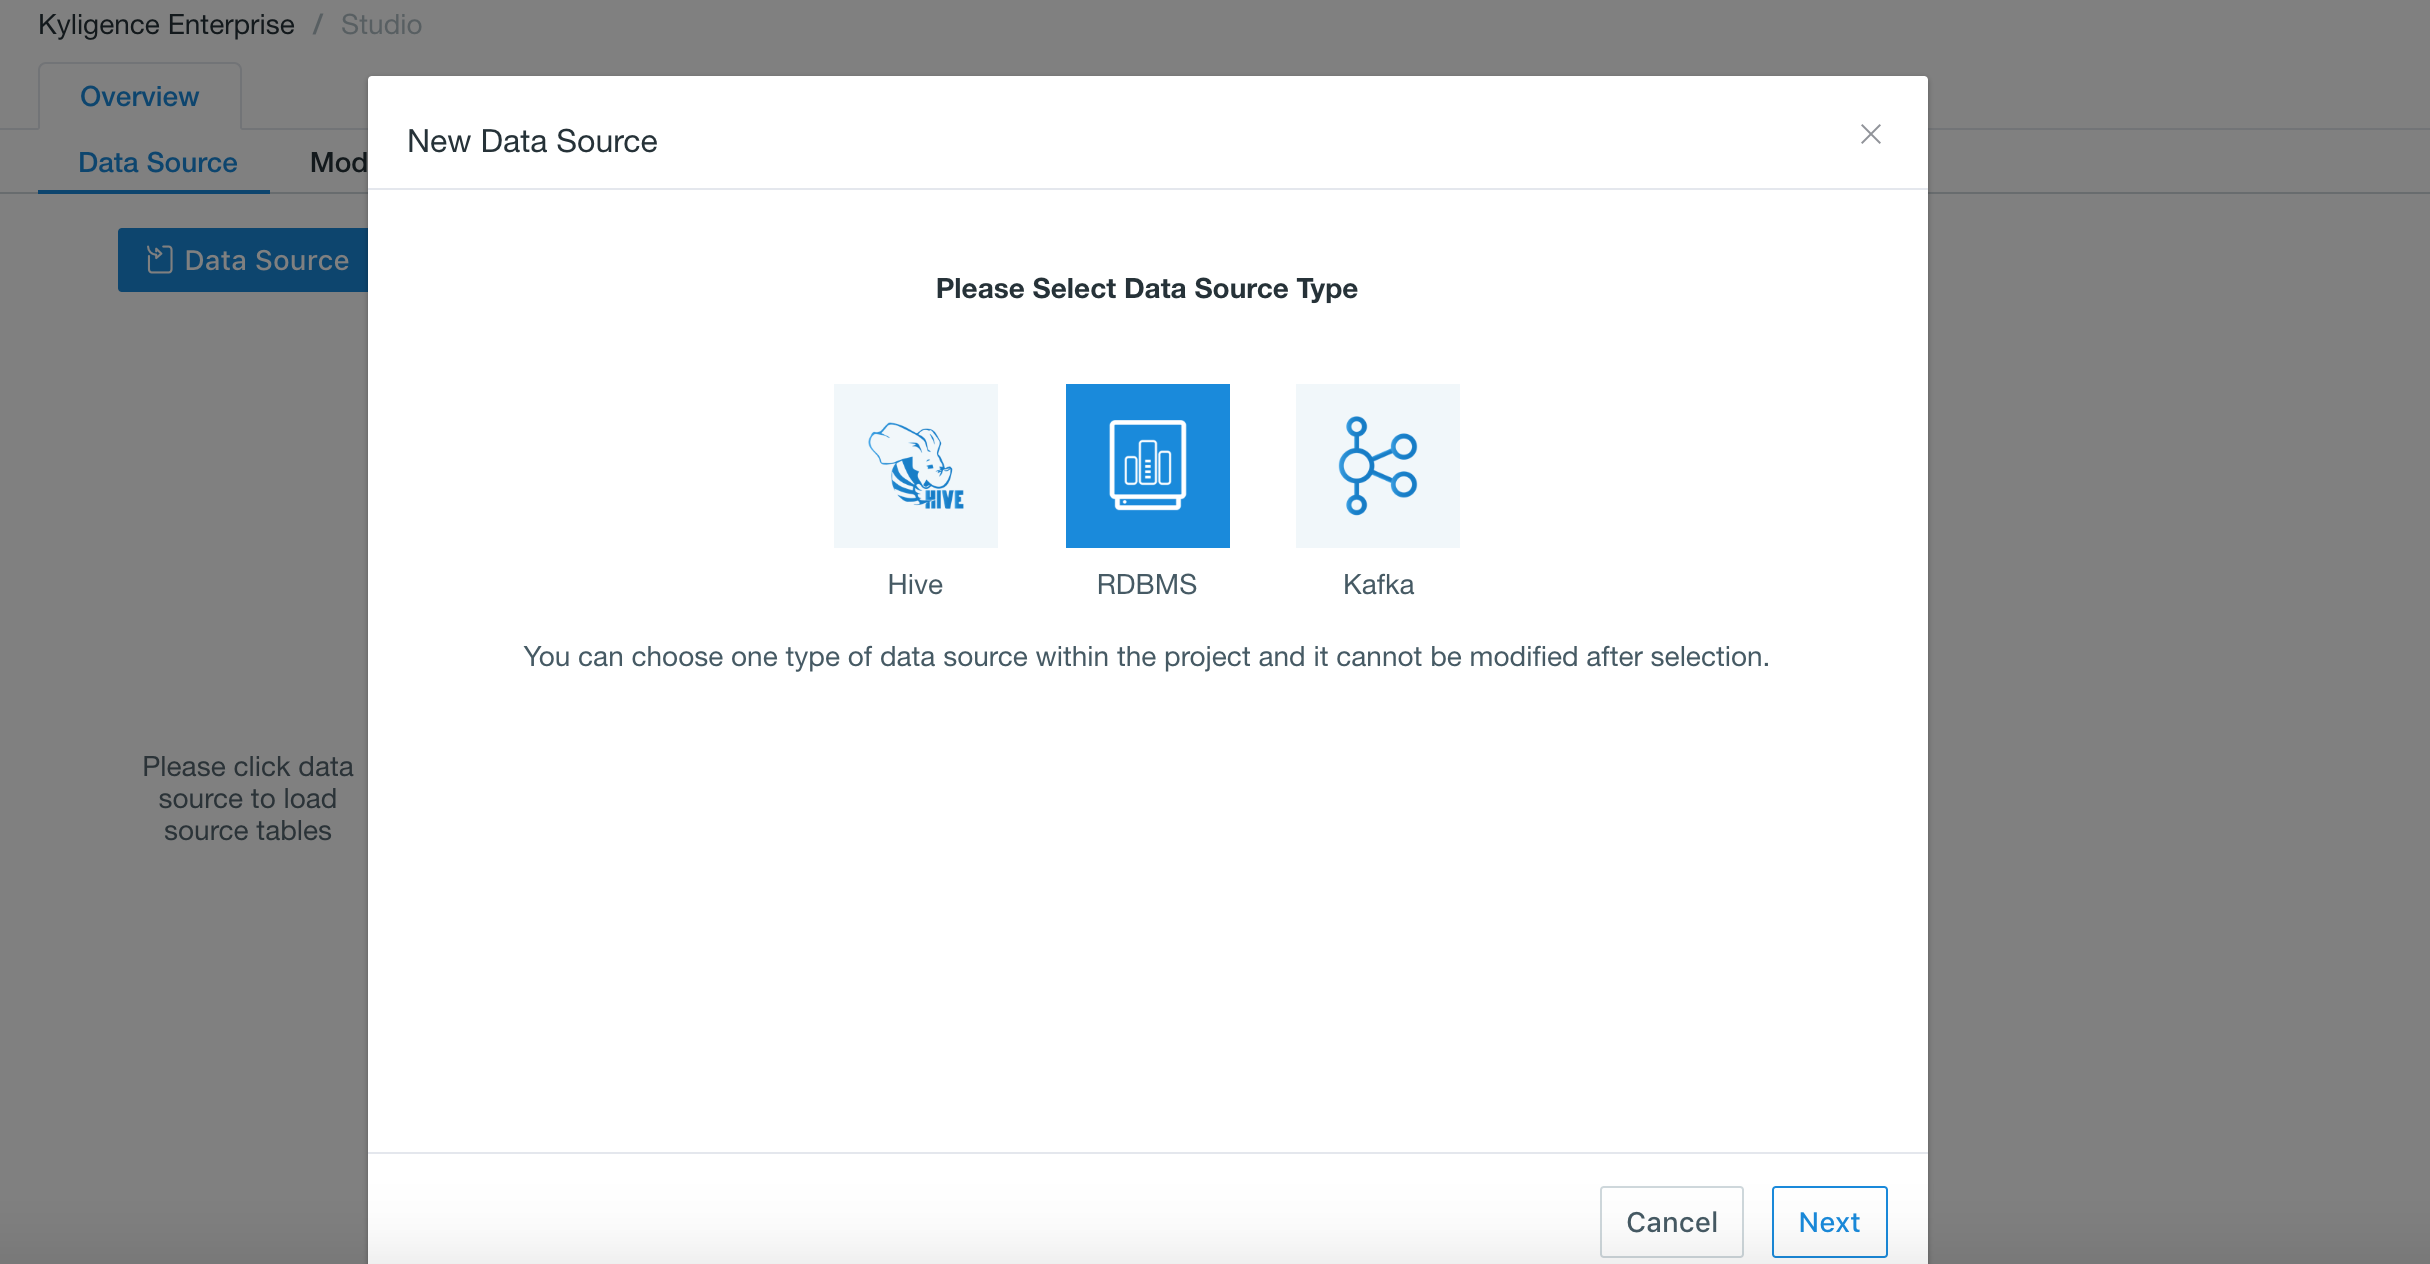 Kyligence Enterprise / Studio
Overview
Data Source Mod
Data Source
Please click data
source to load
source tables
New Data Source
Please Select Data Source Type
HIVE
Hive RDBMS Kafka
You can choose one type of data source within the project and it cannot be modified after selection.
Cancel Next